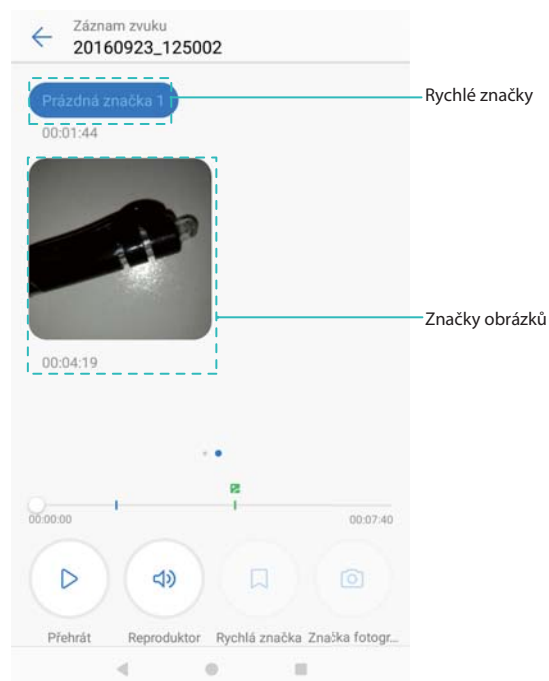 Záznam zvuku
20160923_125002
Prázdná značka 1
Rychlé značky
00:01:44
Značky obrázků
00:04:19
00:00:00
00:07:40
Přehrát
Reproduktor
Rychlá značka
Značka fotogr...